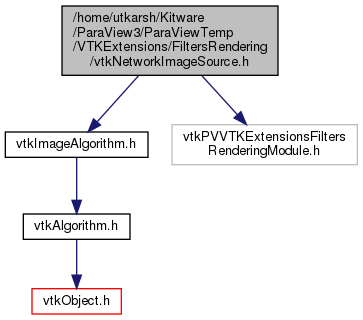 /home/utkarsh/Kitware
/ParaView3/ParaViewTemp
/VTKExtensions/FiltersRendering
/vtkNetworkImageSource.h
vtkImageAlgorithm.h
vtkPVVTKExtensionsFilters
RenderingModule.h
vtkAlgorithm.h
vtkObject.h